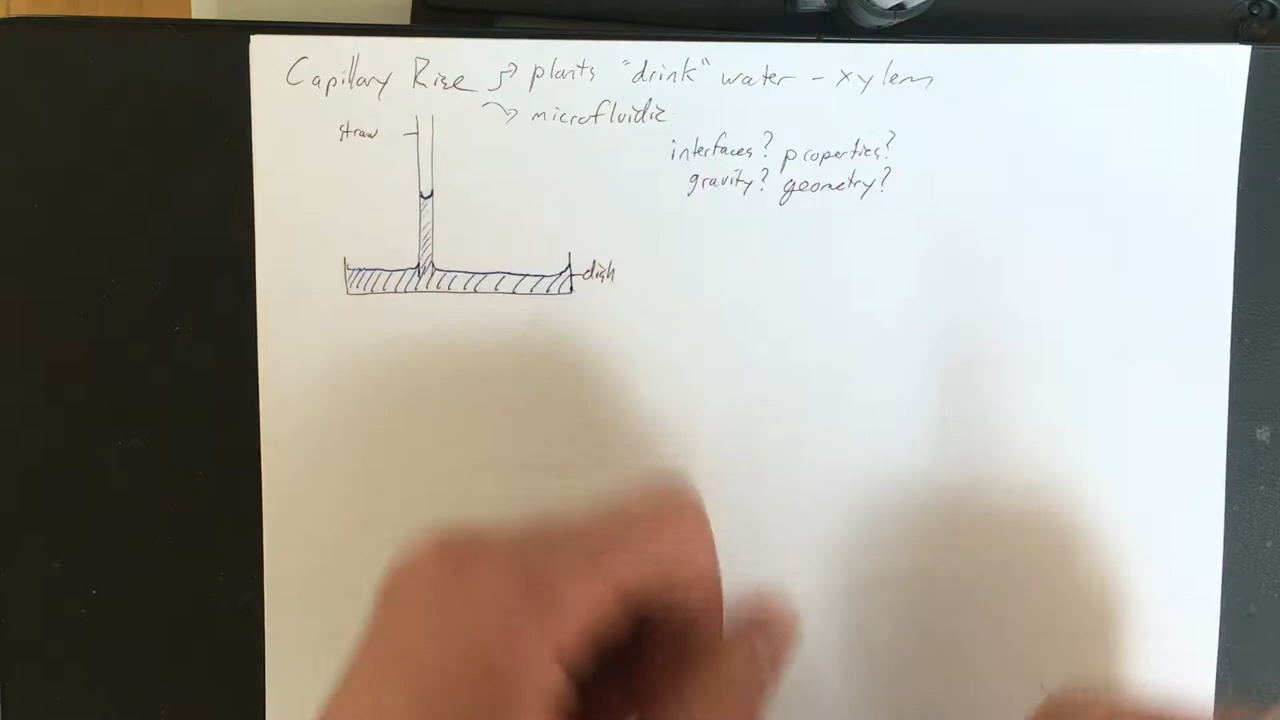 Capillary Rise → plants "drink" water - xylem
→ microfluidic
straw
interfaces? properties?
gravity? geometry?
dish